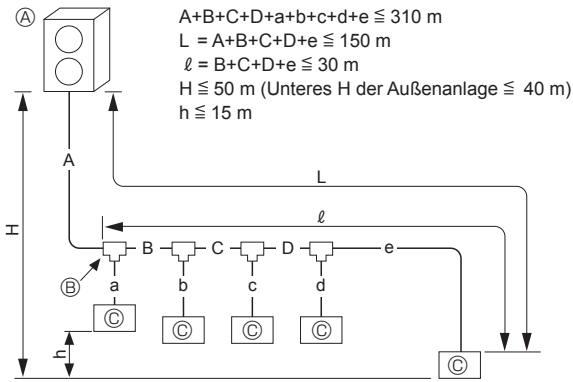 Ⓐ
A+B+C+D+a+b+c+d+e ≦ 310 m
L = A+B+C+D+e ≦ 150 m
ℓ = B+C+D+e ≦ 30 m
H ≦ 50 m (Unteres H der Außenanlage ≦ 40 m)
h ≦ 15 m
A
L
H
ℓ
B C D e
Ⓑ
a b c d
Ⓒ Ⓒ Ⓒ Ⓒ
h
Ⓒ